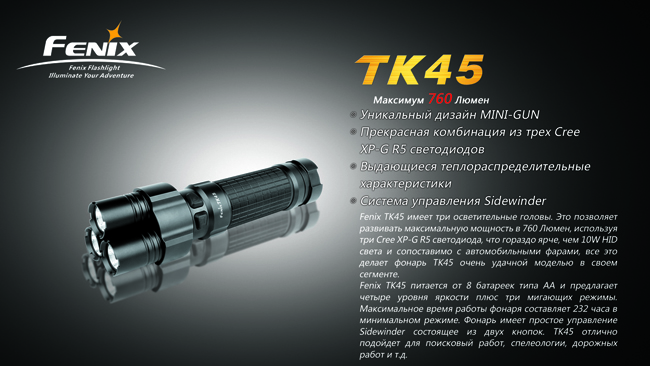 FENIX
Fenix Flashlight
Illuminate Your Adventure
TK45
Максимум 760 Люмен
Уникальный дизайн MINI-GUN
Прекрасная комбинация из трех Cree
XP-G R5 светодиодов
Выдающиеся теплораспределительные
характеристики
Система управления Sidewinder
Fenix TK45 имеет три осветительные головы. Это позволяет
развивать максимальную мощность в 760 Люмен, используя
три Cree XP-G R5 светодиода, что гораздо ярче, чем 10W HID
света и сопоставимо с автомобильными фарами, все это
делает фонарь TK45 очень удачной моделью в своем
сегменте.
Fenix TK45 питается от 8 батареек типа АА и предлагает
четыре уровня яркости плюс три мигающих режимы.
Максимальное время работы фонаря составляет 232 часа в
минимальном режиме. Фонарь имеет простое управление
Sidewinder состоящее из двух кнопок. TK45 отлично
подойдет для поисковый работ, спелеологии, дорожных
работ и т.д.